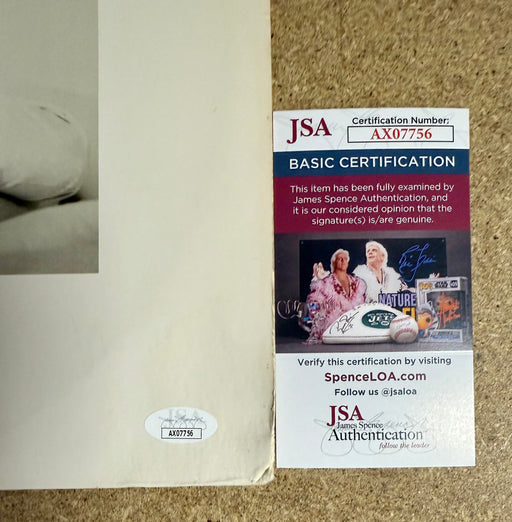 JSA
Certification Number:
AX07756
BASIC CERTIFICATION
This item has been fully examined by
James Spence Authentication, and
it is our considered opinion that the
signature(s) is/are genuine.
NATURE
JETS
Verify this certification by visiting
SpenceLOA.com
Follow us @jsaloa
JSA
James Spence
Authentication
follow the leader
AX07756